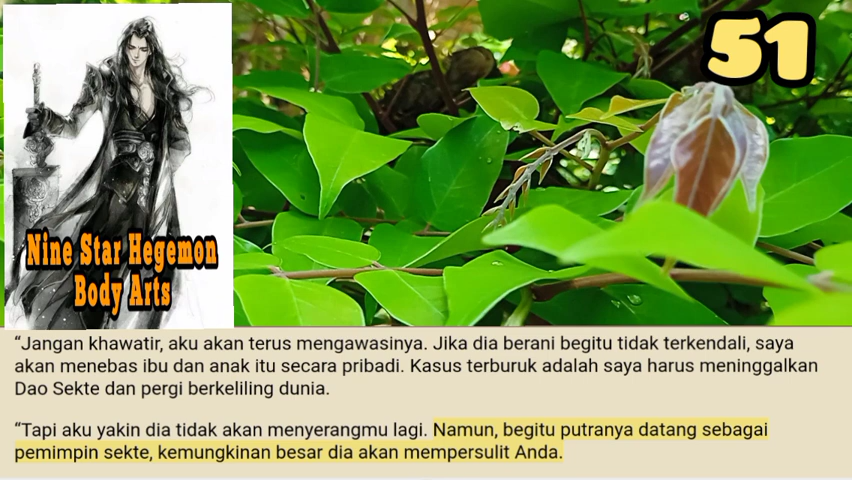 51
Nine Star Hegemon
Body Arts
“Jangan khawatir, aku akan terus mengawasinya. Jika dia berani begitu tidak terkendali, saya
akan menebas ibu dan anak itu secara pribadi. Kasus terburuk adalah saya harus meninggalkan
Dao Sekte dan pergi berkeliling dunia.
“Tapi aku yakin dia tidak akan menyerangmu lagi. Namun, begitu putranya datang sebagai
pemimpin sekte, kemungkinan besar dia akan mempersulit Anda.